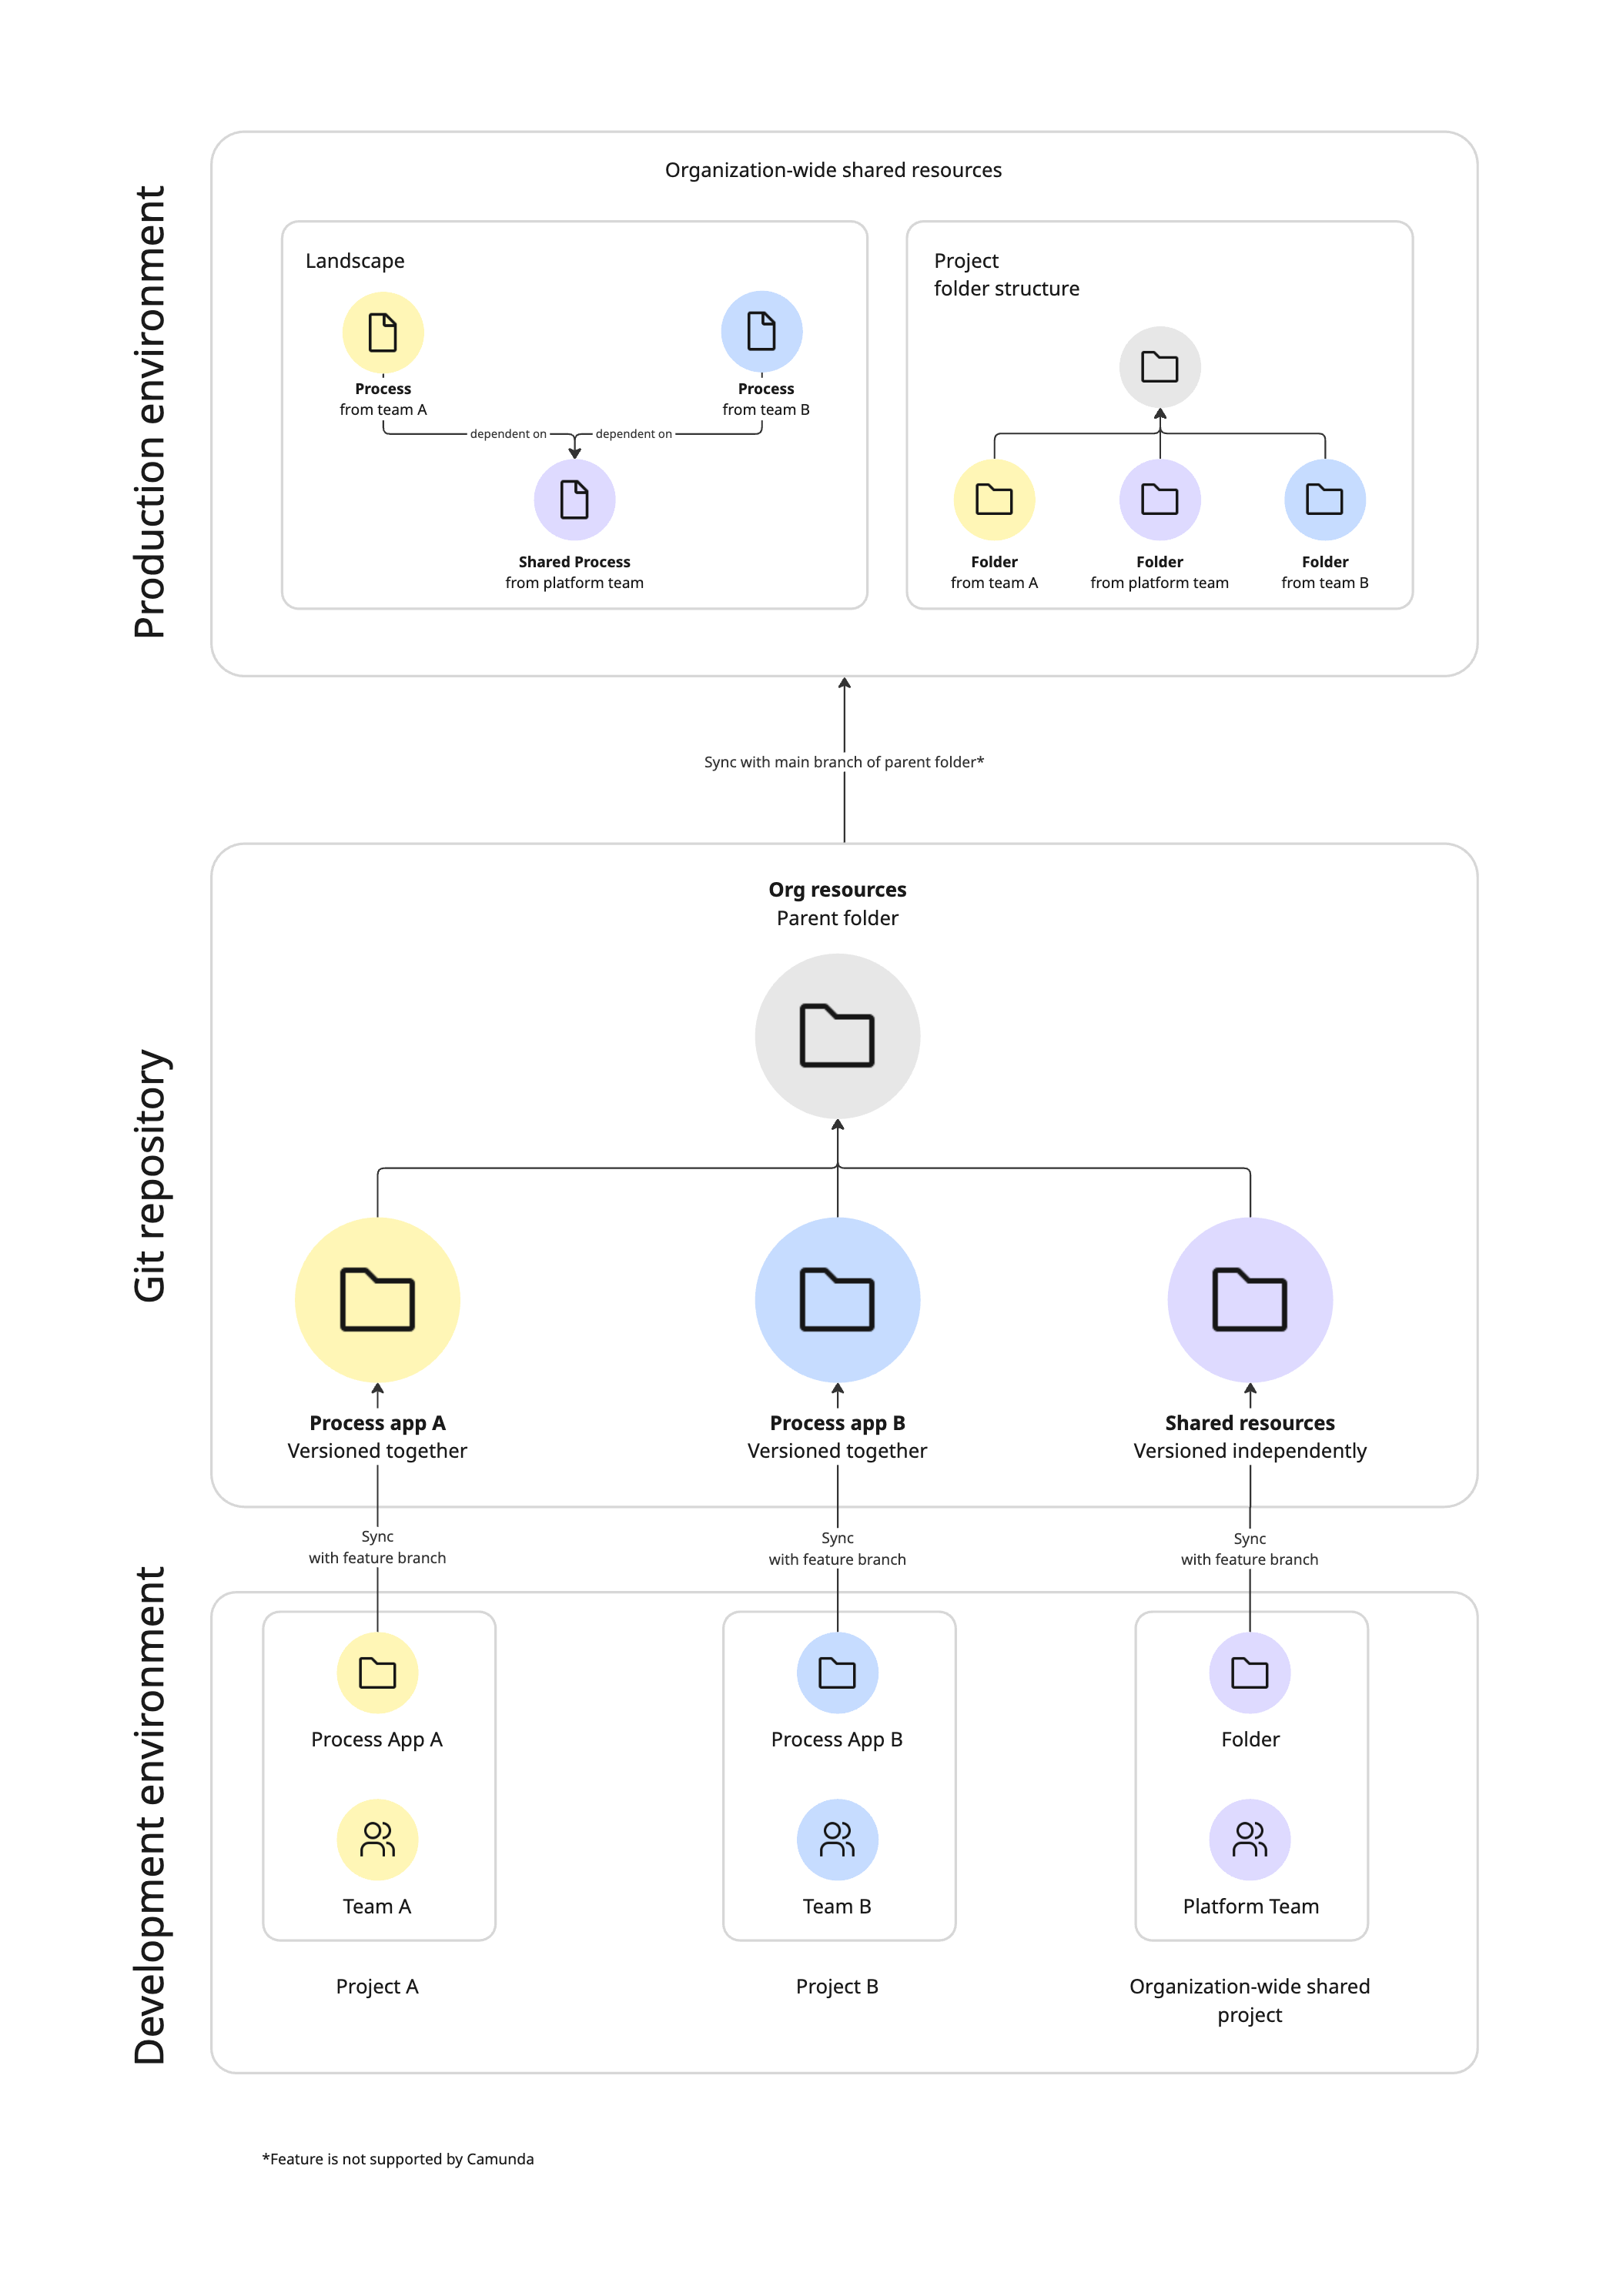 Production environment
Organization-wide shared resources
Landscape
Process
from team A
Process
from team B
dependent on
dependent on
Shared Process
from platform team
Project
folder structure
Folder
from team A
Folder
from platform team
Folder
from team B
Sync with main branch of parent folder*
Git repository
Org resources
Parent folder
Process app A
Versioned together
Process app B
Versioned together
Shared resources
Versioned independently
Sync
with feature branch
Sync
with feature branch
Sync
with feature branch
Development environment
Process App A
Team A
Project A
Process App B
Team B
Project B
Folder
Platform Team
Organization-wide shared
project
*Feature is not supported by Camunda